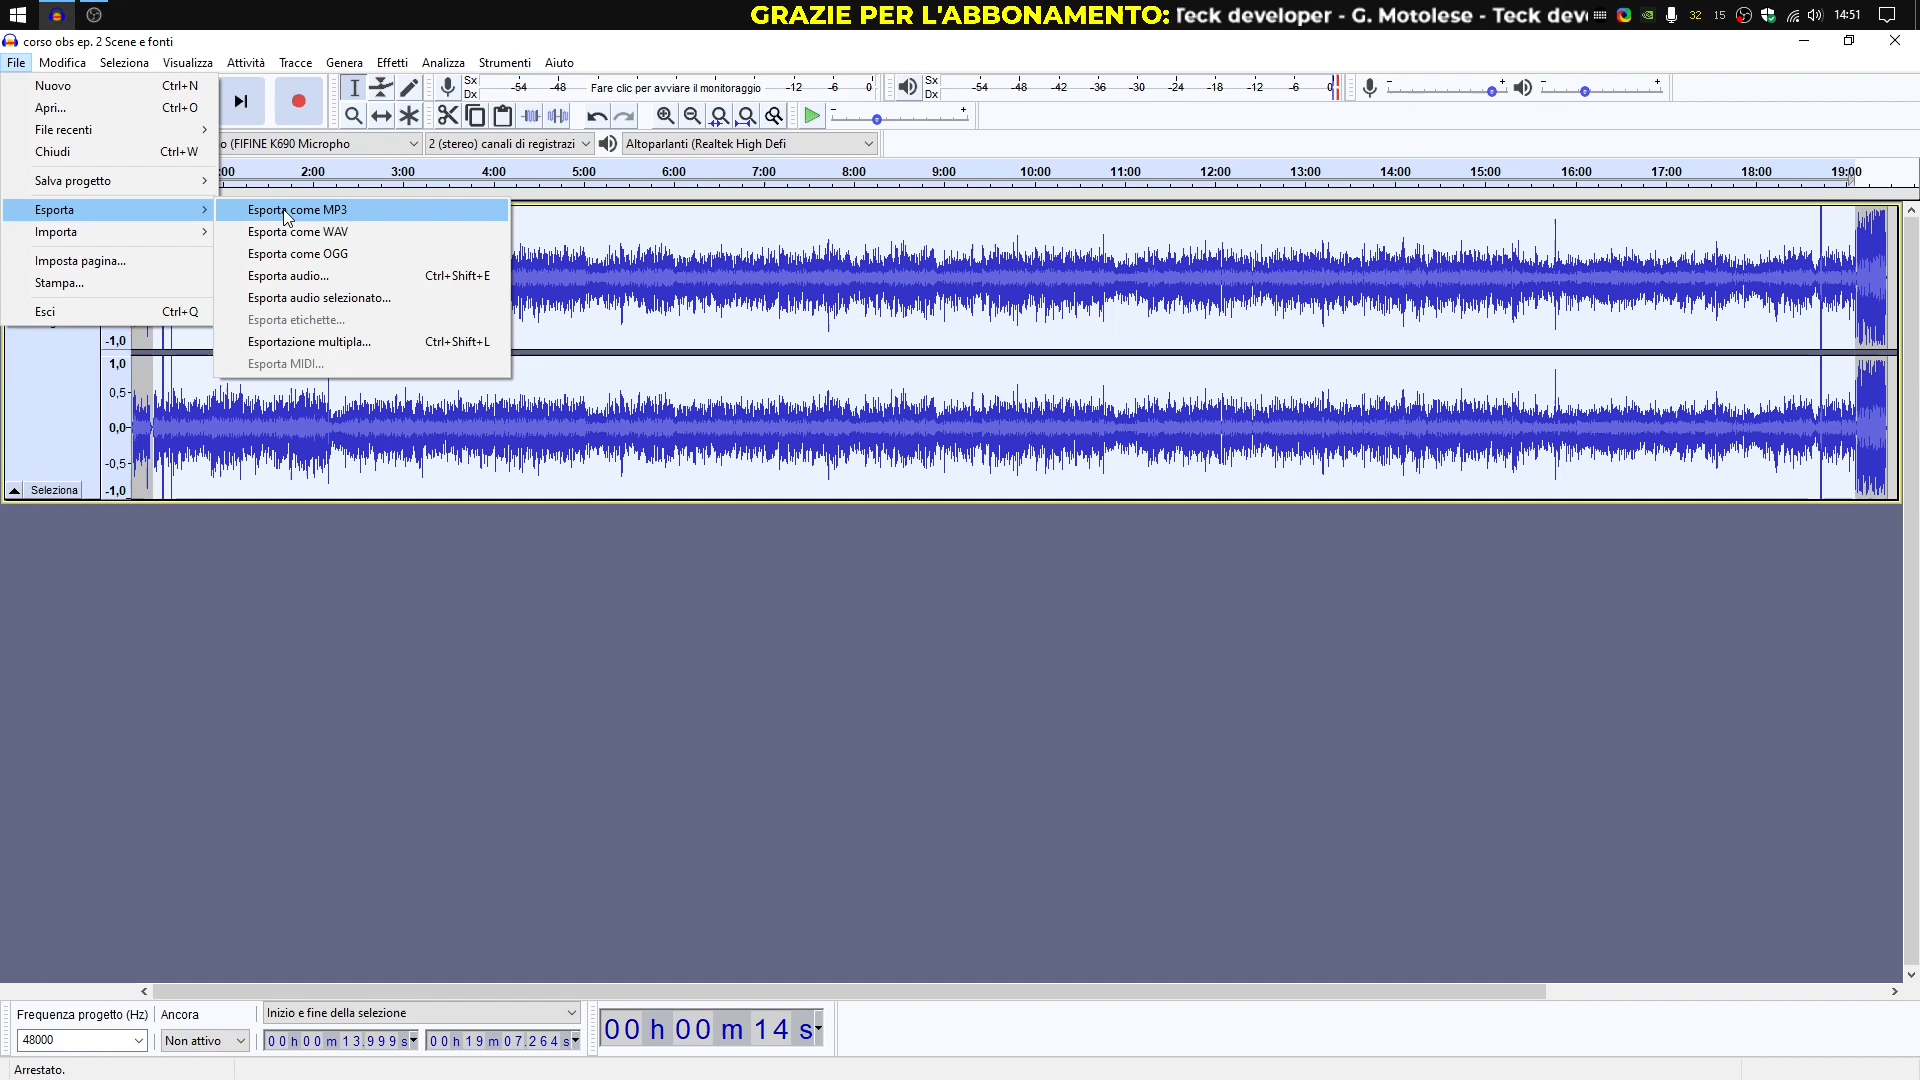 GRAZIE PER L'ABBONAMENTO: Teck developer - G. Motolese - Teck dev
32 15 14:51
corso obs ep. 2 Scene e fonti
File Modifica Seleziona Visualizza Attività Tracce Genera Effetti Analizza Strumenti Aiuto
Nuovo Ctrl+N
Apri... Ctrl+O
File recenti
Chiudi Ctrl+W
Salva progetto
Esporta
Importa
Imposta pagina...
Stampa...
Esci Ctrl+Q
Esporta come MP3
Esporta come WAV
Esporta come OGG
Esporta audio... Ctrl+Shift+E
Esporta audio selezionato...
Esporta etichette...
Esportazione multipla... Ctrl+Shift+L
Esporta MIDI...
Sx
Dx
-54 -48 Fare clic per avviare il monitoraggio -12 -6 0
Sx
Dx
-54 -48 -42 -36 -30 -24 -18 -12 -6 0
- +
- +
- +
o (FIFINE K690 Micropho
2 (stereo) canali di registrazi
Altoparlanti (Realtek High Defi
:00 2:00 3:00 4:00 5:00 6:00 7:00 8:00 9:00 10:00 11:00 12:00 13:00 14:00 15:00 16:00 17:00 18:00 19:00
-1,0
1,0
0,5-
0,0-
-0,5-
-1,0
Seleziona
Frequenza progetto (Hz) Ancora Inizio e fine della selezione
48000 Non attivo 00 h 00 m 13.999 s 00 h 19 m 07.264 s
00 h 00 m 14 s
Arrestato.